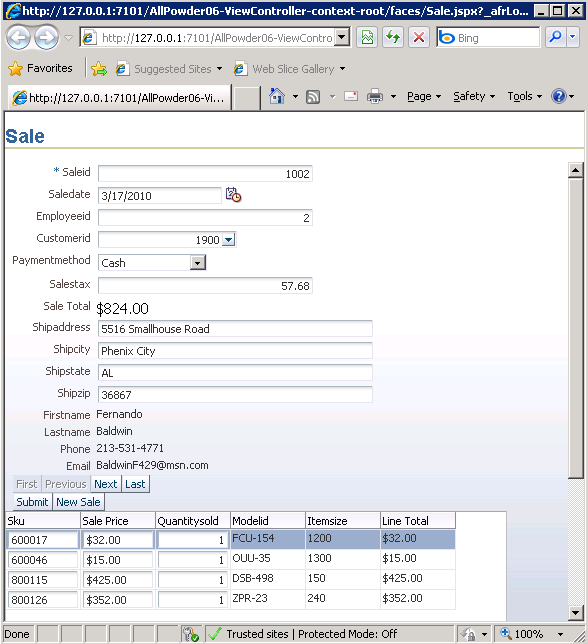 http://127.0.0.1:7101/AllPowder06-ViewController-context-root/faces/Sale.jspx?_afrLo...
http://127.0.0.1:7101/AllPowder06-ViewContro
Bing
Favorites
Suggested Sites
Web Slice Gallery
http://127.0.0.1:7101/AllPowder06-Vi...
Page
Safety
Tools
Sale
* Saleid 1002
Saledate 3/17/2010
Employeeid 2
Customerid 1900
Paymentmethod Cash
Salestax 57.68
Sale Total $824.00
Shipaddress 5516 Smallhouse Road
Shipcity Phenix City
Shipstate AL
Shipzip 36867
Firstname Fernando
Lastname Baldwin
Phone 213-531-4771
Email BaldwinF429@msn.com
First Previous Next Last
Submit New Sale
Sku Sale Price Quantitysold Modelid Itemsize Line Total
600017 $32.00 1 FCU-154 1200 $32.00
600046 $15.00 1 OUU-35 1300 $15.00
800115 $425.00 1 DSB-498 150 $425.00
800126 $352.00 1 ZPR-23 240 $352.00
Done
Trusted sites | Protected Mode: Off
100%